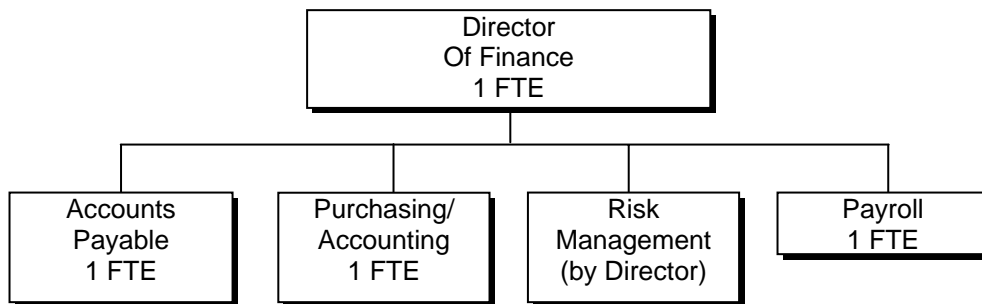 Director
Of Finance
1 FTE
Accounts
Payable
1 FTE
Purchasing/
Accounting
1 FTE
Risk
Management
(by Director)
Payroll
1 FTE